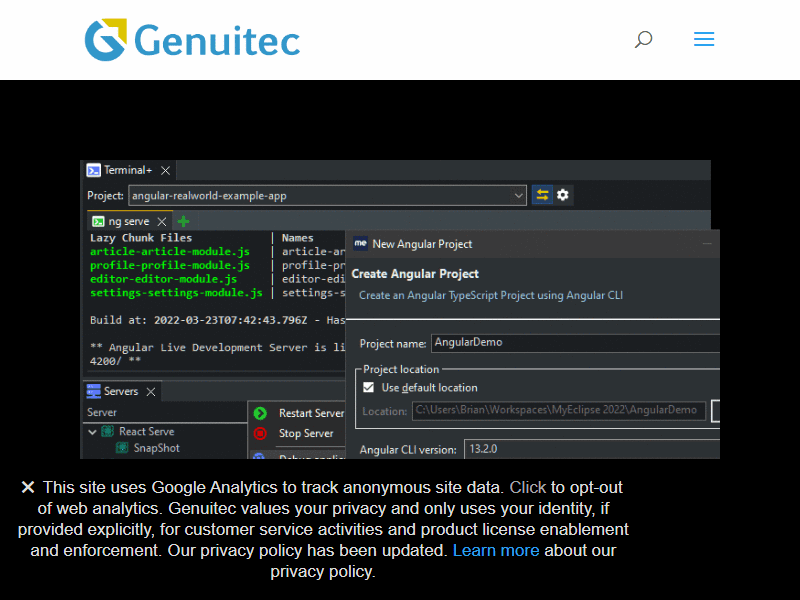 Genuitec
Terminal+
Project: angular-realworld-example-app
ng serve
Lazy Chunk Files | Names
article-article-module.js | article-ar
profile-profile-module.js | profile-pr
editor-editor-module.js | editor-edi
settings-settings-module.js | settings-s
Build at: 2022-03-23T07:42:43.796Z - Has
** Angular Live Development Server is li
4200/ **
Servers
Server
React Serve
SnapShot
Restart Server
Stop Server
Debug applic
me New Angular Project
Create Angular Project
Create an Angular TypeScript Project using Angular CLI
Project name: AngularDemo
Project location
Use default location
Location: C:\Users\Brian\Workspaces\MyEclipse 2022\AngularDemo
Angular CLI version: 13.2.0
This site uses Google Analytics to track anonymous site data. Click to opt-out
of web analytics. Genuitec values your privacy and only uses your identity, if
provided explicitly, for customer service activities and product license enablement
and enforcement. Our privacy policy has been updated. Learn more about our
privacy policy.